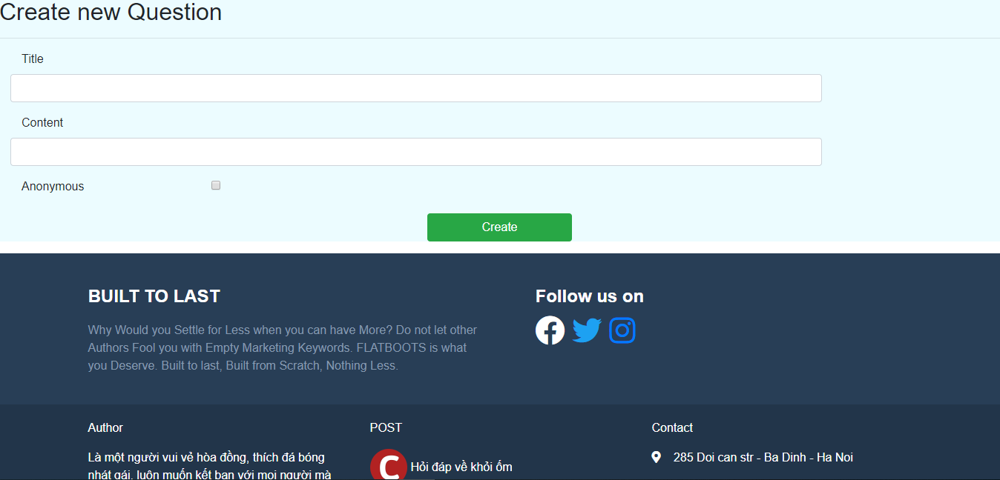 Create new Question
Title
Content
Anonymous
Create
BUILT TO LAST
Why Would you Settle for Less when you can have More? Do not let other
Authors Fool you with Empty Marketing Keywords. FLATBOOTS is what
you Deserve. Built to last, Built from Scratch, Nothing Less.
Follow us on
Author
Là một người vui vẻ hòa đồng, thích đá bóng
nhát gái, luôn muốn kết bạn với mọi người mà
POST
C Hỏi đáp về khỏi ốm
Contact
285 Doi can str - Ba Dinh - Ha Noi